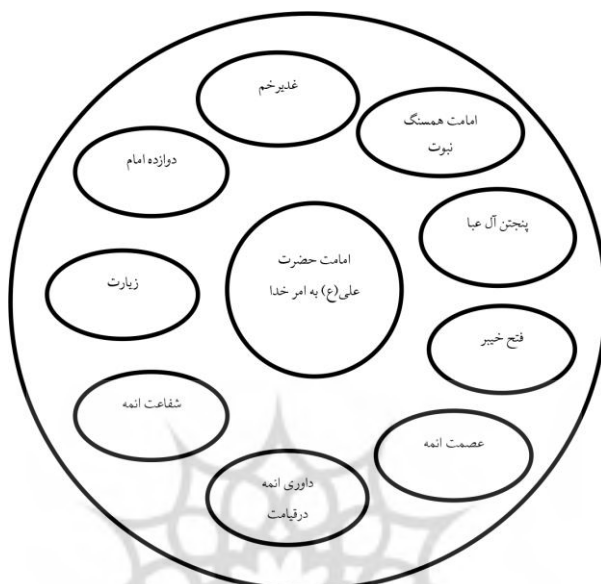 غدیرخم
امامت همسنگ
نبوت
پنجتن آل عبا
فتح خیبر
عصمت ائمه
داوری ائمه
درقیامت
شفاعت ائمه
زیارت
دوازده امام
امامت حضرت
علی(ع) به امر خدا